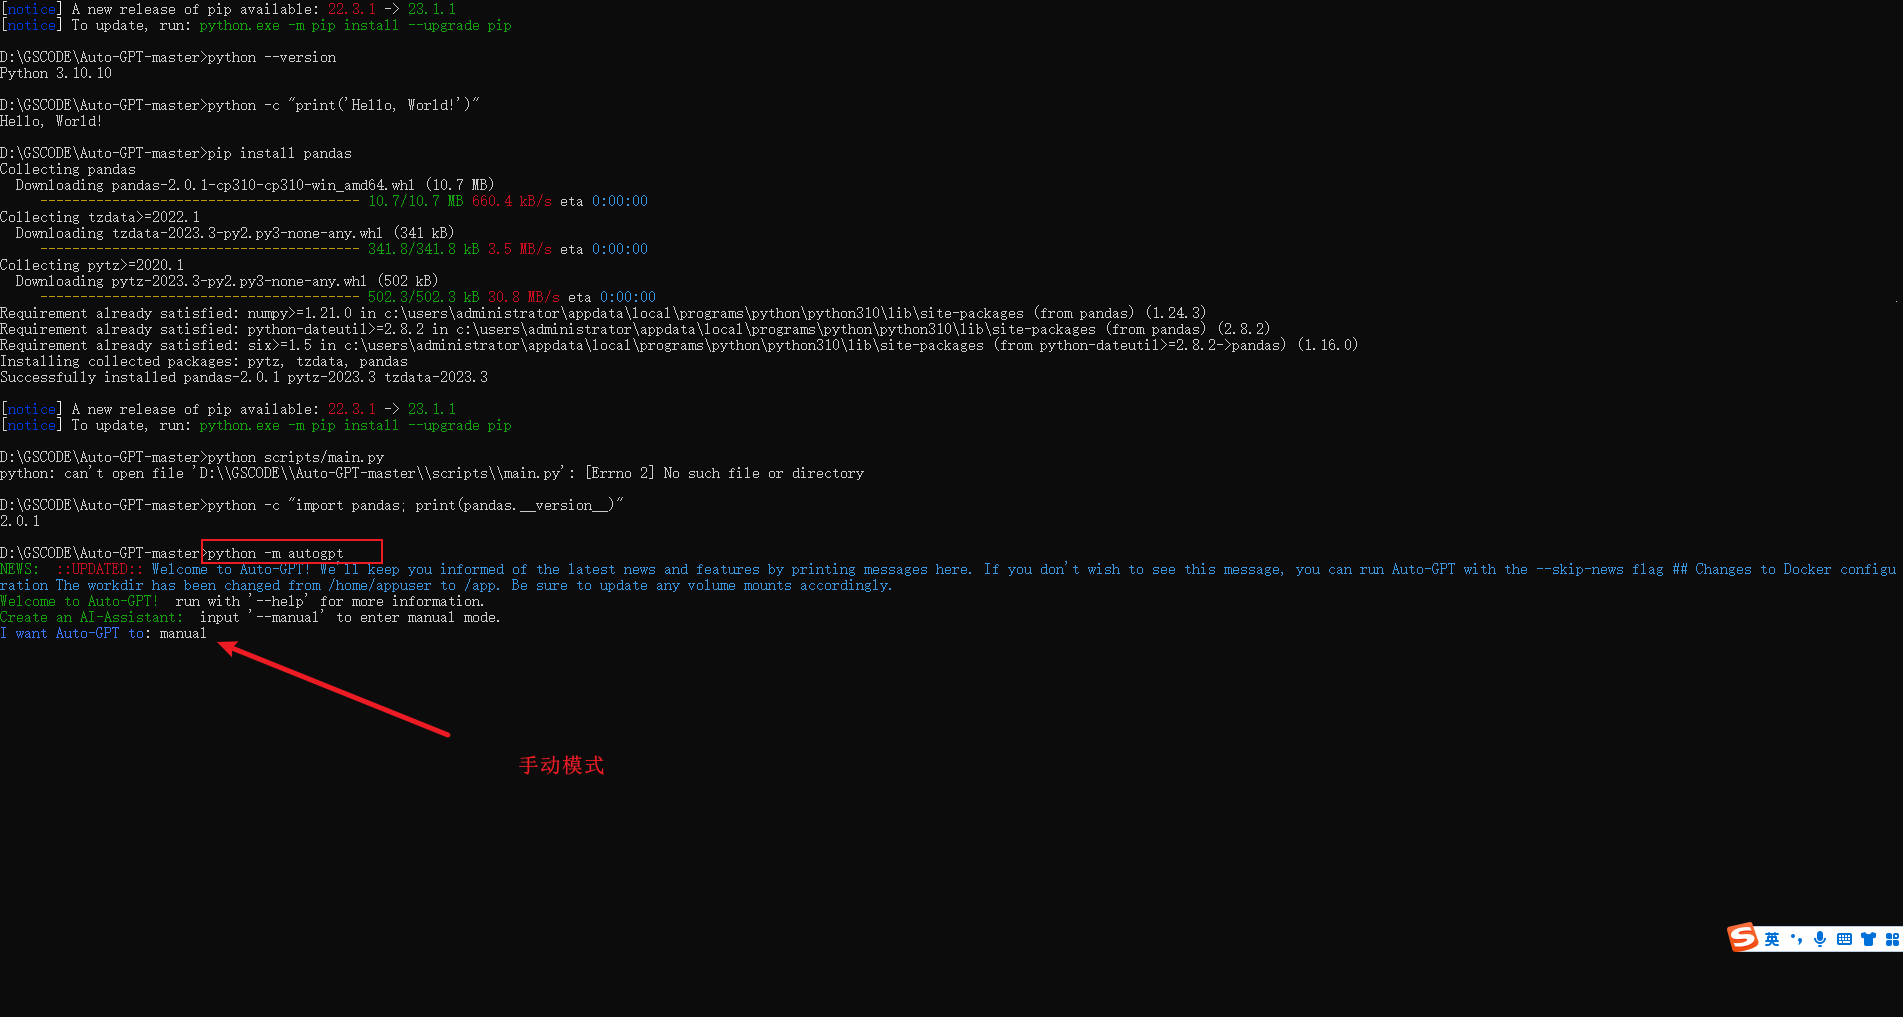 [notice] A new release of pip available: 22.3.1 -> 23.1.1
[notice] To update, run: python.exe -m pip install --upgrade pip
D:\GSCODE\Auto-GPT-master>python --version
Python 3.10.10
D:\GSCODE\Auto-GPT-master>python -c "print('Hello, World!')"
Hello, World!
D:\GSCODE\Auto-GPT-master>pip install pandas
Collecting pandas
Downloading pandas-2.0.1-cp310-cp310-win_amd64.whl (10.7 MB)
---------------------------------------- 10.7/10.7 MB 660.4 kB/s eta 0:00:00
Collecting tzdata>=2022.1
Downloading tzdata-2023.3-py2.py3-none-any.whl (341 kB)
---------------------------------------- 341.8/341.8 kB 3.5 MB/s eta 0:00:00
Collecting pytz>=2020.1
Downloading pytz-2023.3-py2.py3-none-any.whl (502 kB)
---------------------------------------- 502.3/502.3 kB 30.8 MB/s eta 0:00:00
Requirement already satisfied: numpy>=1.21.0 in c:\users\administrator\appdata\local\programs\python\python310\lib\site-packages (from pandas) (1.24.3)
Requirement already satisfied: python-dateutil>=2.8.2 in c:\users\administrator\appdata\local\programs\python\python310\lib\site-packages (from pandas) (2.8.2)
Requirement already satisfied: six>=1.5 in c:\users\administrator\appdata\local\programs\python\python310\lib\site-packages (from python-dateutil>=2.8.2->pandas) (1.16.0)
Installing collected packages: pytz, tzdata, pandas
Successfully installed pandas-2.0.1 pytz-2023.3 tzdata-2023.3
[notice] A new release of pip available: 22.3.1 -> 23.1.1
[notice] To update, run: python.exe -m pip install --upgrade pip
D:\GSCODE\Auto-GPT-master>python scripts/main.py
python: can't open file 'D:\\GSCODE\\Auto-GPT-master\\scripts\\main.py': [Errno 2] No such file or directory
D:\GSCODE\Auto-GPT-master>python -c "import pandas; print(pandas.__version__)"
2.0.1
D:\GSCODE\Auto-GPT-master>python -m autogpt
NEWS:  ::UPDATED:: Welcome to Auto-GPT! We'll keep you informed of the latest news and features by printing messages here. If you don't wish to see this message, you can run Auto-GPT with the --skip-news flag ## Changes to Docker configu
ration The workdir has been changed from /home/appuser to /app. Be sure to update any volume mounts accordingly.
Welcome to Auto-GPT!  run with '--help' for more information.
Create an AI-Assistant:  input '--manual' to enter manual mode.
I want Auto-GPT to: manual
手动模式
英